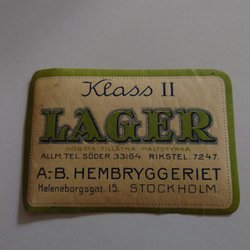 Klass II
LAGER
HÖGSTA TILLÅTNA MALTSTYRKA
ALLM. TEL. SÖDER 33164. RIKSTEL. 7247.
A.-B. HEMBRYGGERIET
Heleneborgsgat. 15. STOCKHOLM.